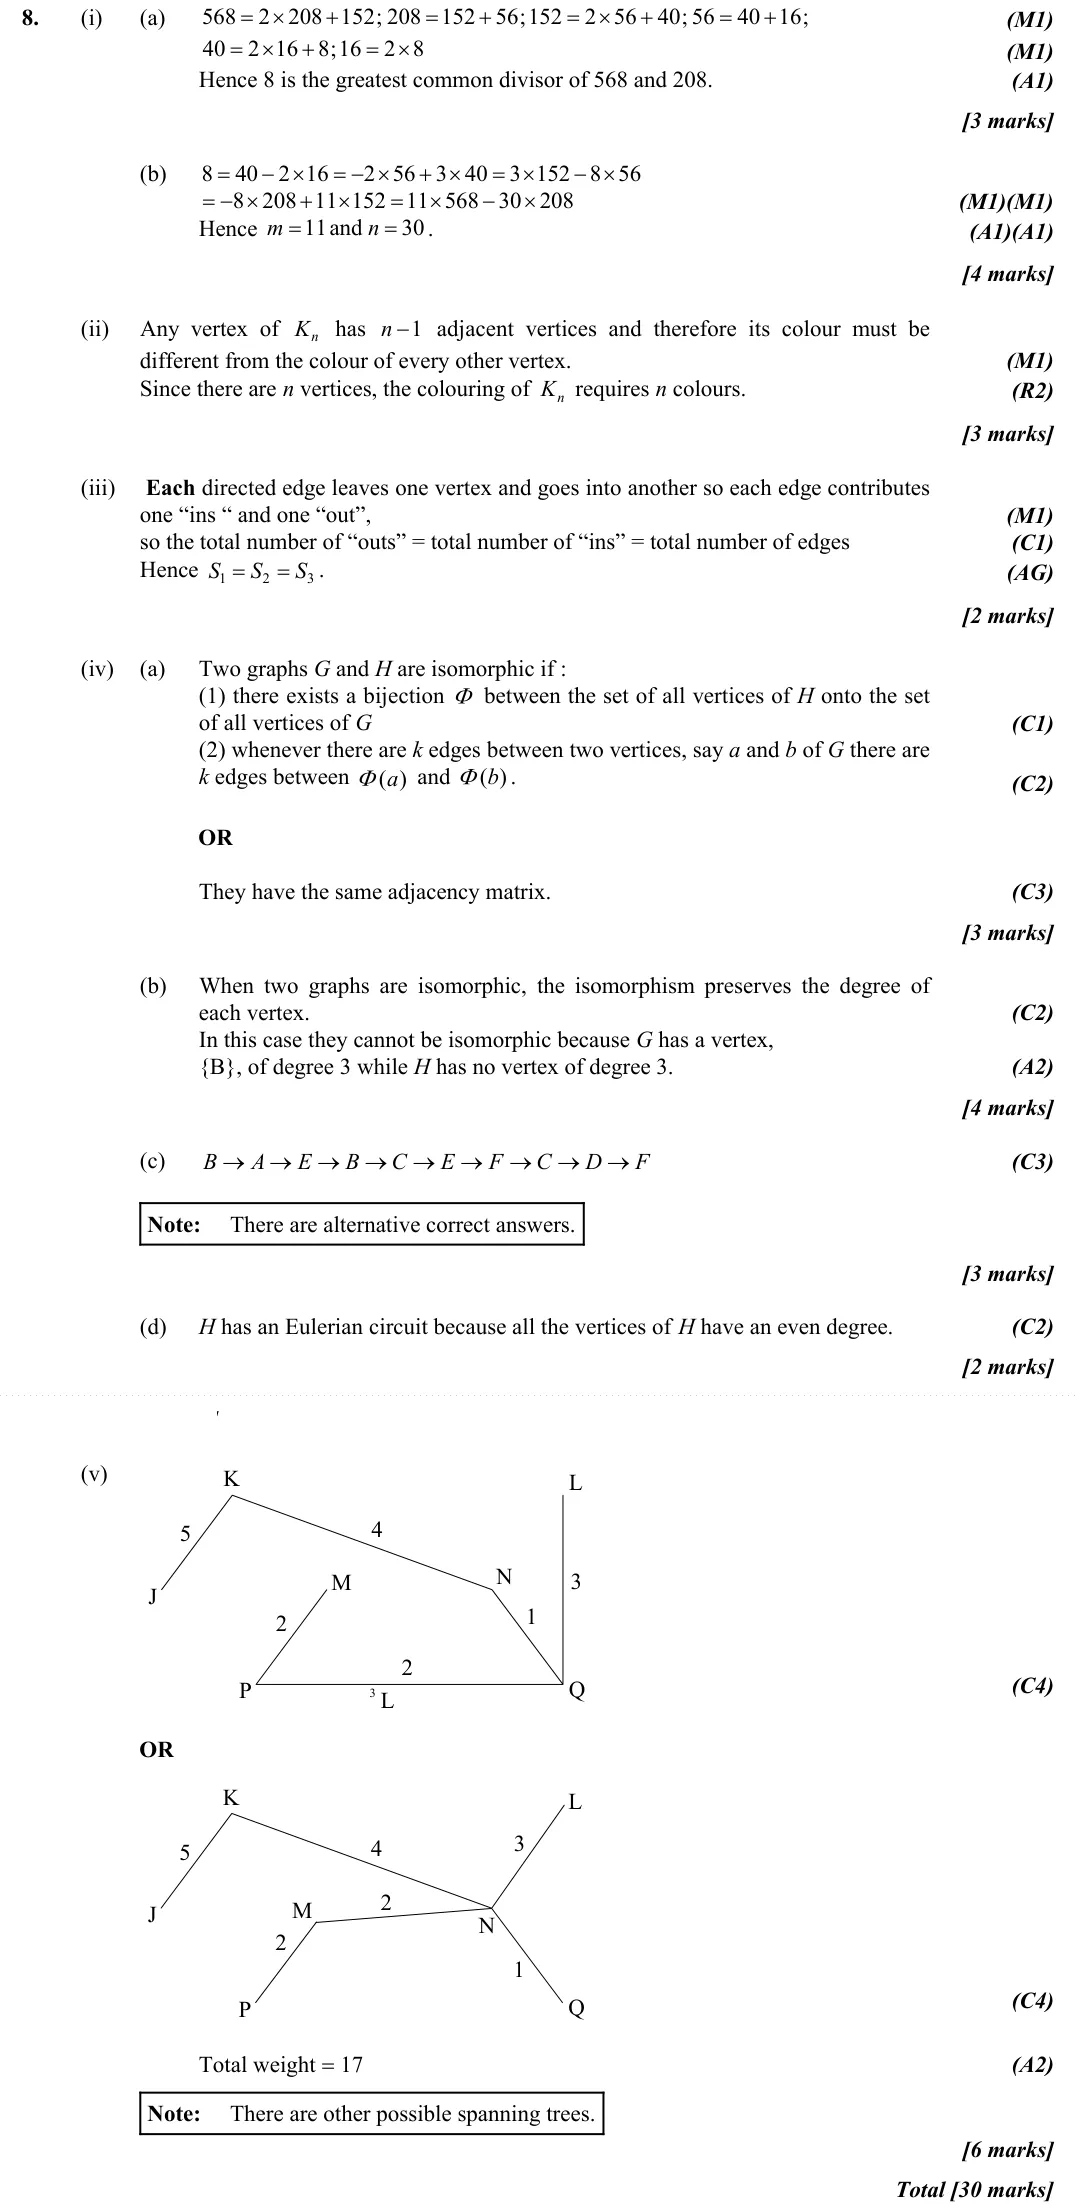 8. (i) (a) 568 = 2×208+152; 208 = 152+56; 152 = 2×56+40; 56 = 40+16; (M1)
40 = 2×16+8; 16 = 2×8 (M1)
Hence 8 is the greatest common divisor of 568 and 208. (A1)
[3 marks]
(b) 8 = 40 − 2×16 = −2×56 + 3×40 = 3×152 − 8×56
= −8×208 + 11×152 = 11×568 − 30×208 (M1)(M1)
Hence m = 11 and n = 30. (A1)(A1)
[4 marks]
(ii) Any vertex of Kₙ has n−1 adjacent vertices and therefore its colour must be
different from the colour of every other vertex. (M1)
Since there are n vertices, the colouring of Kₙ requires n colours. (R2)
[3 marks]
(iii) Each directed edge leaves one vertex and goes into another so each edge contributes
one “ins “ and one “out”, (M1)
so the total number of “outs” = total number of “ins” = total number of edges (C1)
Hence S₁ = S₂ = S₃. (AG)
[2 marks]
(iv) (a) Two graphs G and H are isomorphic if :
(1) there exists a bijection Φ between the set of all vertices of H onto the set
of all vertices of G (C1)
(2) whenever there are k edges between two vertices, say a and b of G there are
k edges between Φ(a) and Φ(b). (C2)
OR
They have the same adjacency matrix. (C3)
[3 marks]
(b) When two graphs are isomorphic, the isomorphism preserves the degree of
each vertex. (C2)
In this case they cannot be isomorphic because G has a vertex,
{B}, of degree 3 while H has no vertex of degree 3. (A2)
[4 marks]
(c) B → A → E → B → C → E → F → C → D → F (C3)
Note: There are alternative correct answers.
[3 marks]
(d) H has an Eulerian circuit because all the vertices of H have an even degree. (C2)
[2 marks]
'
(v)
K L
5 4
J M N 3
2 1
2
P 3 L Q (C4)
OR
K L
5 4 3
J M 2 N
2 1
P Q (C4)
Total weight = 17 (A2)
Note: There are other possible spanning trees.
[6 marks]
Total [30 marks]